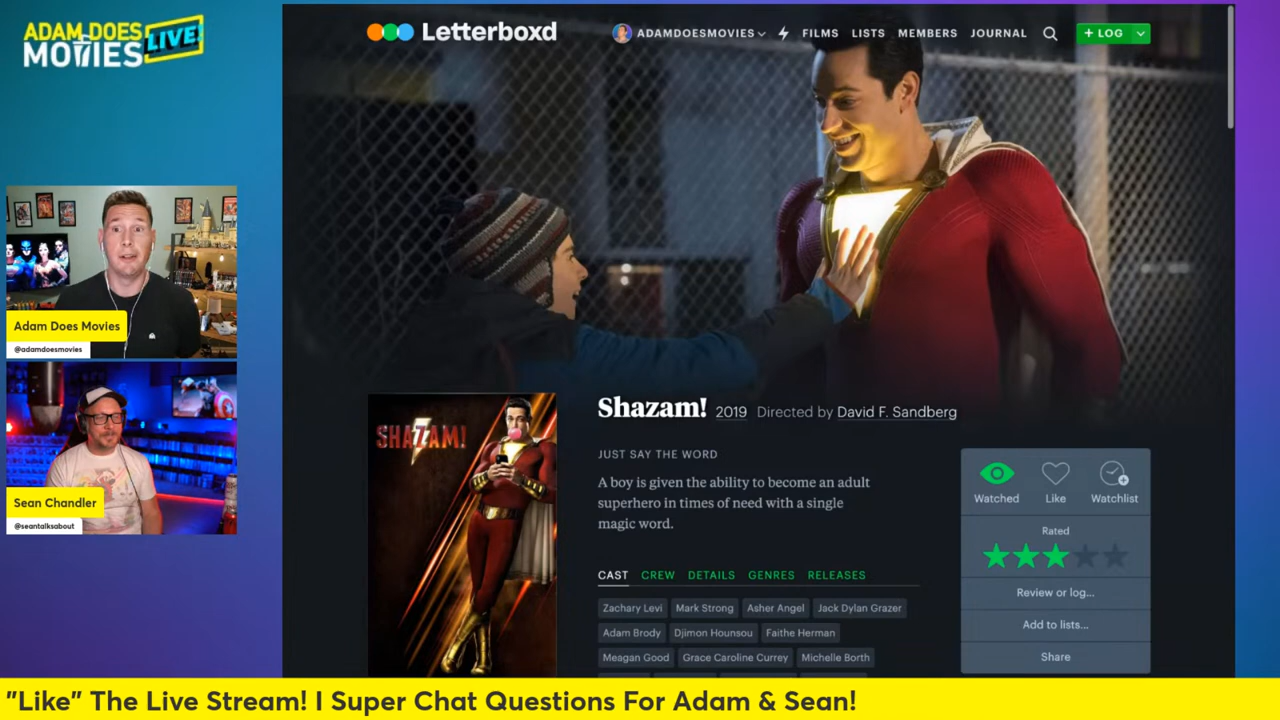 ADAM DOES
MOVIES LIVE!
Letterboxd
ADAMDOESMOVIES FILMS LISTS MEMBERS JOURNAL + LOG
Adam Does Movies
@adamdoesmovies
Sean Chandler
@seantalksabout
SHAZAM!
Shazam! 2019 Directed by David F. Sandberg
JUST SAY THE WORD
A boy is given the ability to become an adult
superhero in times of need with a single
magic word.
CAST CREW DETAILS GENRES RELEASES
Zachary Levi Mark Strong Asher Angel Jack Dylan Grazer
Adam Brody Djimon Hounsou Faithe Herman
Meagan Good Grace Caroline Currey Michelle Borth
Watched Like Watchlist
Rated
Review or log...
Add to lists...
Share
"Like" The Live Stream! I Super Chat Questions For Adam & Sean!